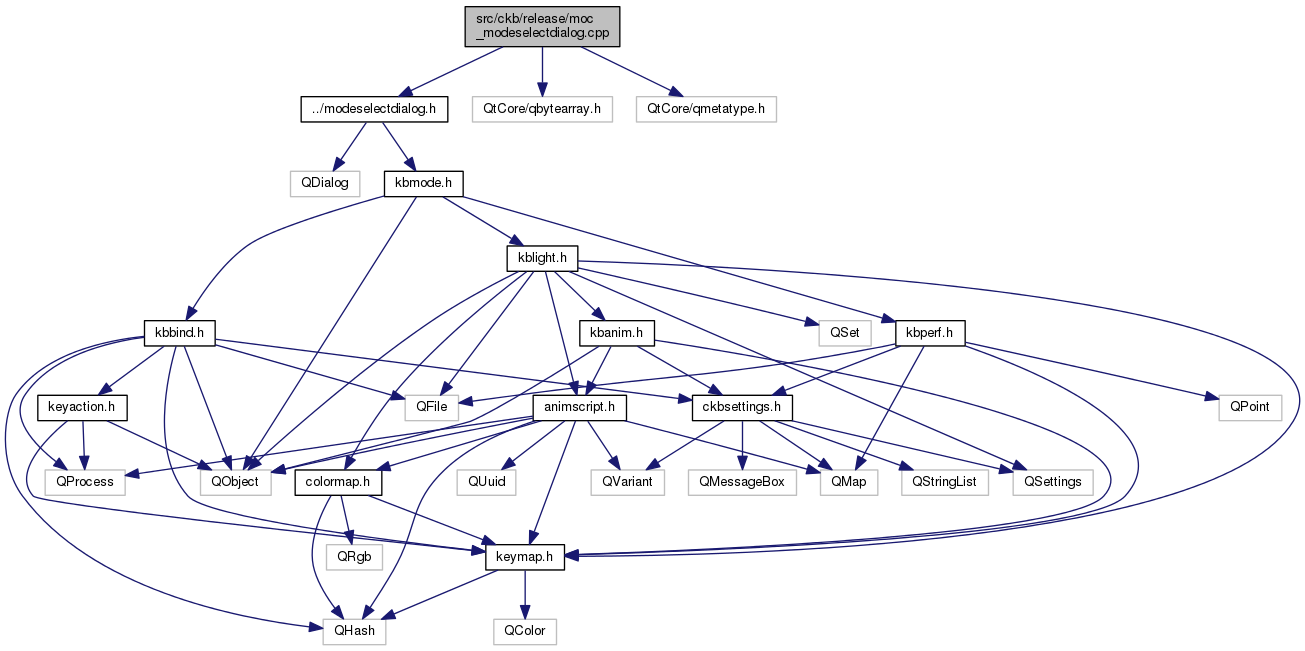 src/ckb/release/moc
_modeselectdialog.cpp
../modeselectdialog.h
QtCore/qbytearray.h
QtCore/qmetatype.h
QDialog
kbmode.h
kblight.h
kbbind.h
kbanim.h
QSet
kbperf.h
keyaction.h
QFile
animscript.h
ckbsettings.h
QPoint
QProcess
QObject
colormap.h
QUuid
QVariant
QMessageBox
QMap
QStringList
QSettings
QRgb
keymap.h
QHash
QColor